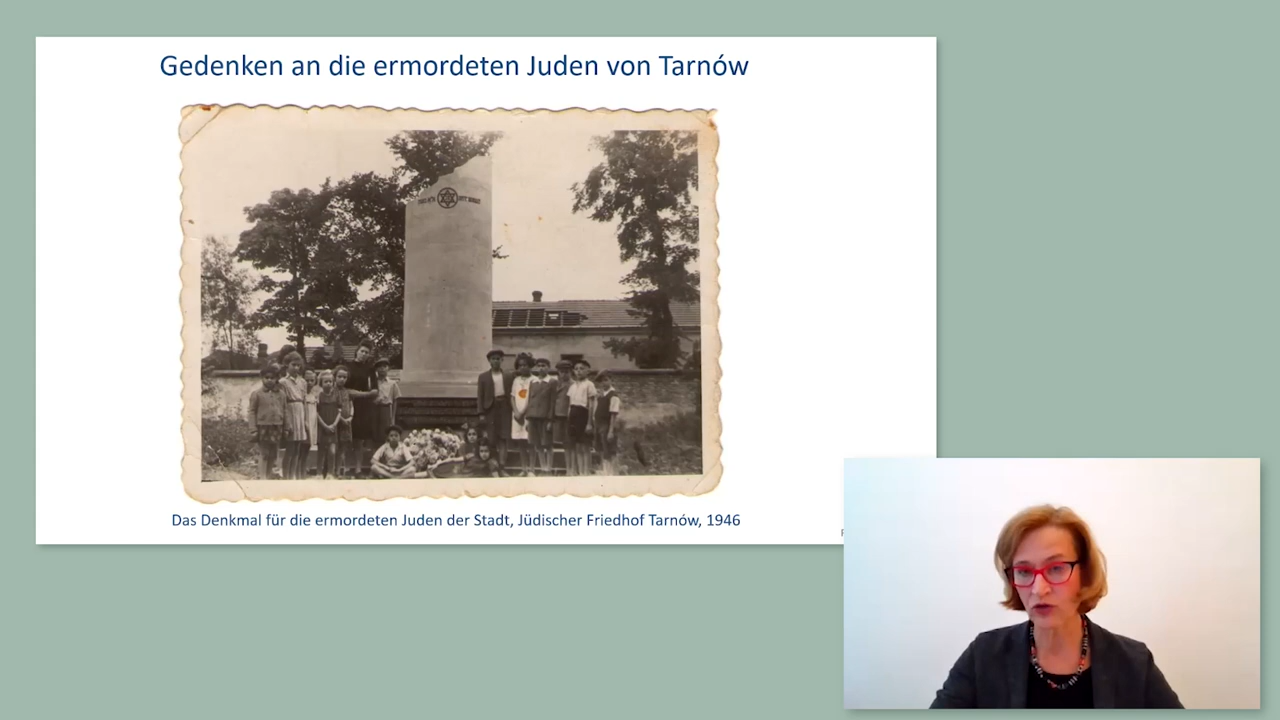 Gedenken an die ermordeten Juden von Tarnów
Das Denkmal für die ermordeten Juden der Stadt, Jüdischer Friedhof Tarnów, 1946